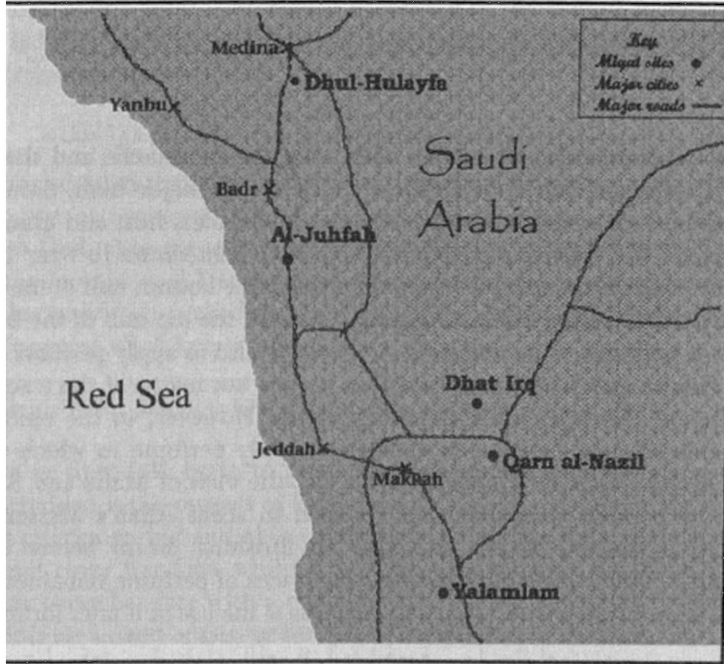 Key
Miqat sites
Major cities
Major roads
Medina
Dhul-Hulayfa
Yanbu
Saudi
Arabia
Badr
Al-Juhfah
Red Sea
Dhat Irq
Jeddah
Makkah
Qarn al-Nazil
Yalamlam